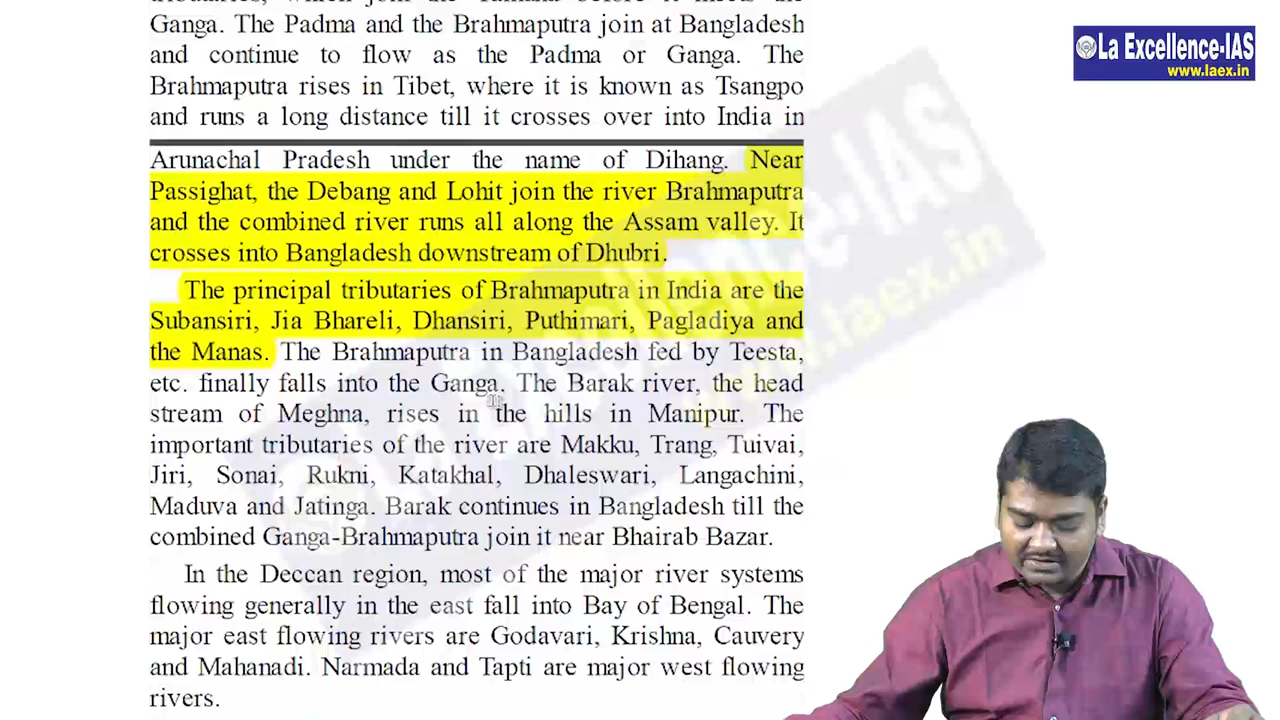 tributaries, which join the Yamuna before it meets the
Ganga. The Padma and the Brahmaputra join at Bangladesh
and continue to flow as the Padma or Ganga. The
Brahmaputra rises in Tibet, where it is known as Tsangpo
and runs a long distance till it crosses over into India in
Arunachal Pradesh under the name of Dihang. Near
Passighat, the Debang and Lohit join the river Brahmaputra
and the combined river runs all along the Assam valley. It
crosses into Bangladesh downstream of Dhubri.
The principal tributaries of Brahmaputra in India are the
Subansiri, Jia Bhareli, Dhansiri, Puthimari, Pagladiya and
the Manas. The Brahmaputra in Bangladesh fed by Teesta,
etc. finally falls into the Ganga. The Barak river, the head
stream of Meghna, rises in the hills in Manipur. The
important tributaries of the river are Makku, Trang, Tuivai,
Jiri, Sonai, Rukni, Katakhal, Dhaleswari, Langachini,
Maduva and Jatinga. Barak continues in Bangladesh till the
combined Ganga-Brahmaputra join it near Bhairab Bazar.
In the Deccan region, most of the major river systems
flowing generally in the east fall into Bay of Bengal. The
major east flowing rivers are Godavari, Krishna, Cauvery
and Mahanadi. Narmada and Tapti are major west flowing
rivers.
La Excellence-IAS
www.laex.in
La Excellence-IAS
www.laex.in